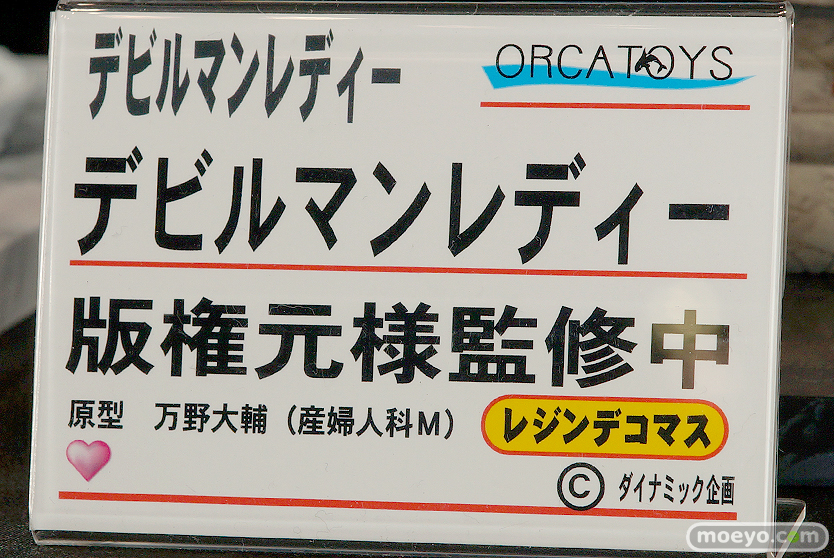 デビルマンレディー
ORCATOYS
デビルマンレディー
版権元様監修中
原型　万野大輔（産婦人科M）
レジンデコマス
©ダイナミック企画
moeyo.com